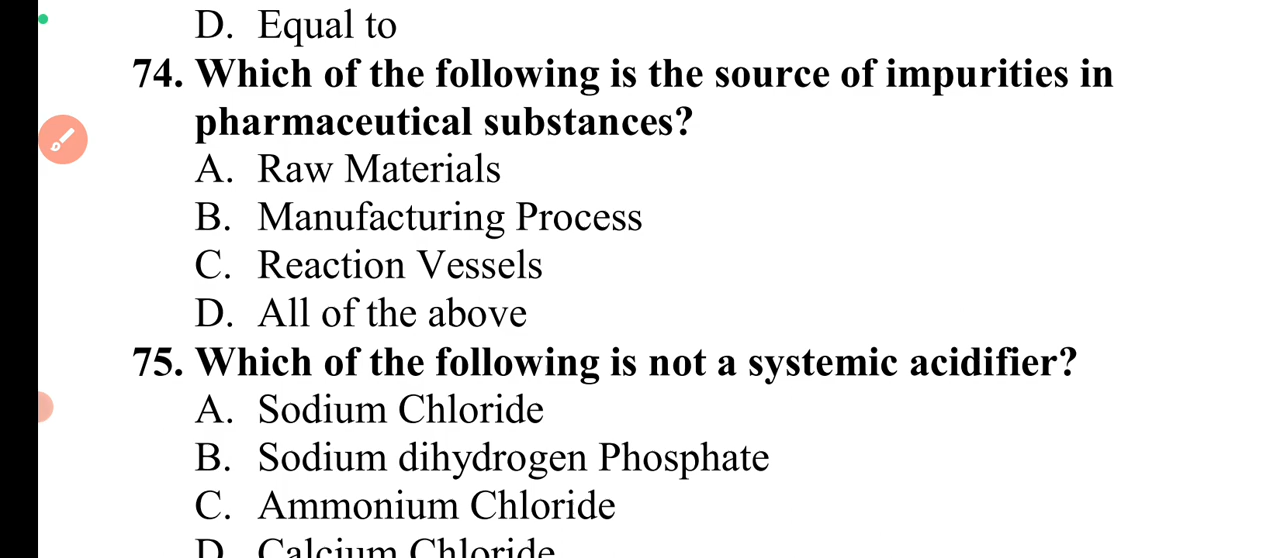 D. Equal to
74. Which of the following is the source of impurities in
pharmaceutical substances?
A. Raw Materials
B. Manufacturing Process
C. Reaction Vessels
D. All of the above
75. Which of the following is not a systemic acidifier?
A. Sodium Chloride
B. Sodium dihydrogen Phosphate
C. Ammonium Chloride
D. Calcium Chloride